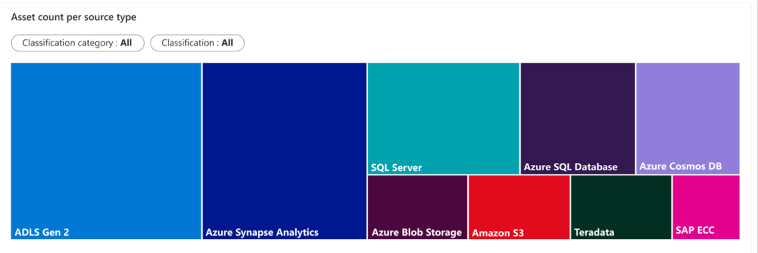 Asset count per source type
Classification category : All
Classification : All
SQL Server
Azure SQL Database
Azure Cosmos DB
ADLS Gen 2
Azure Synapse Analytics
Azure Blob Storage
Amazon S3
Teradata
SAP ECC